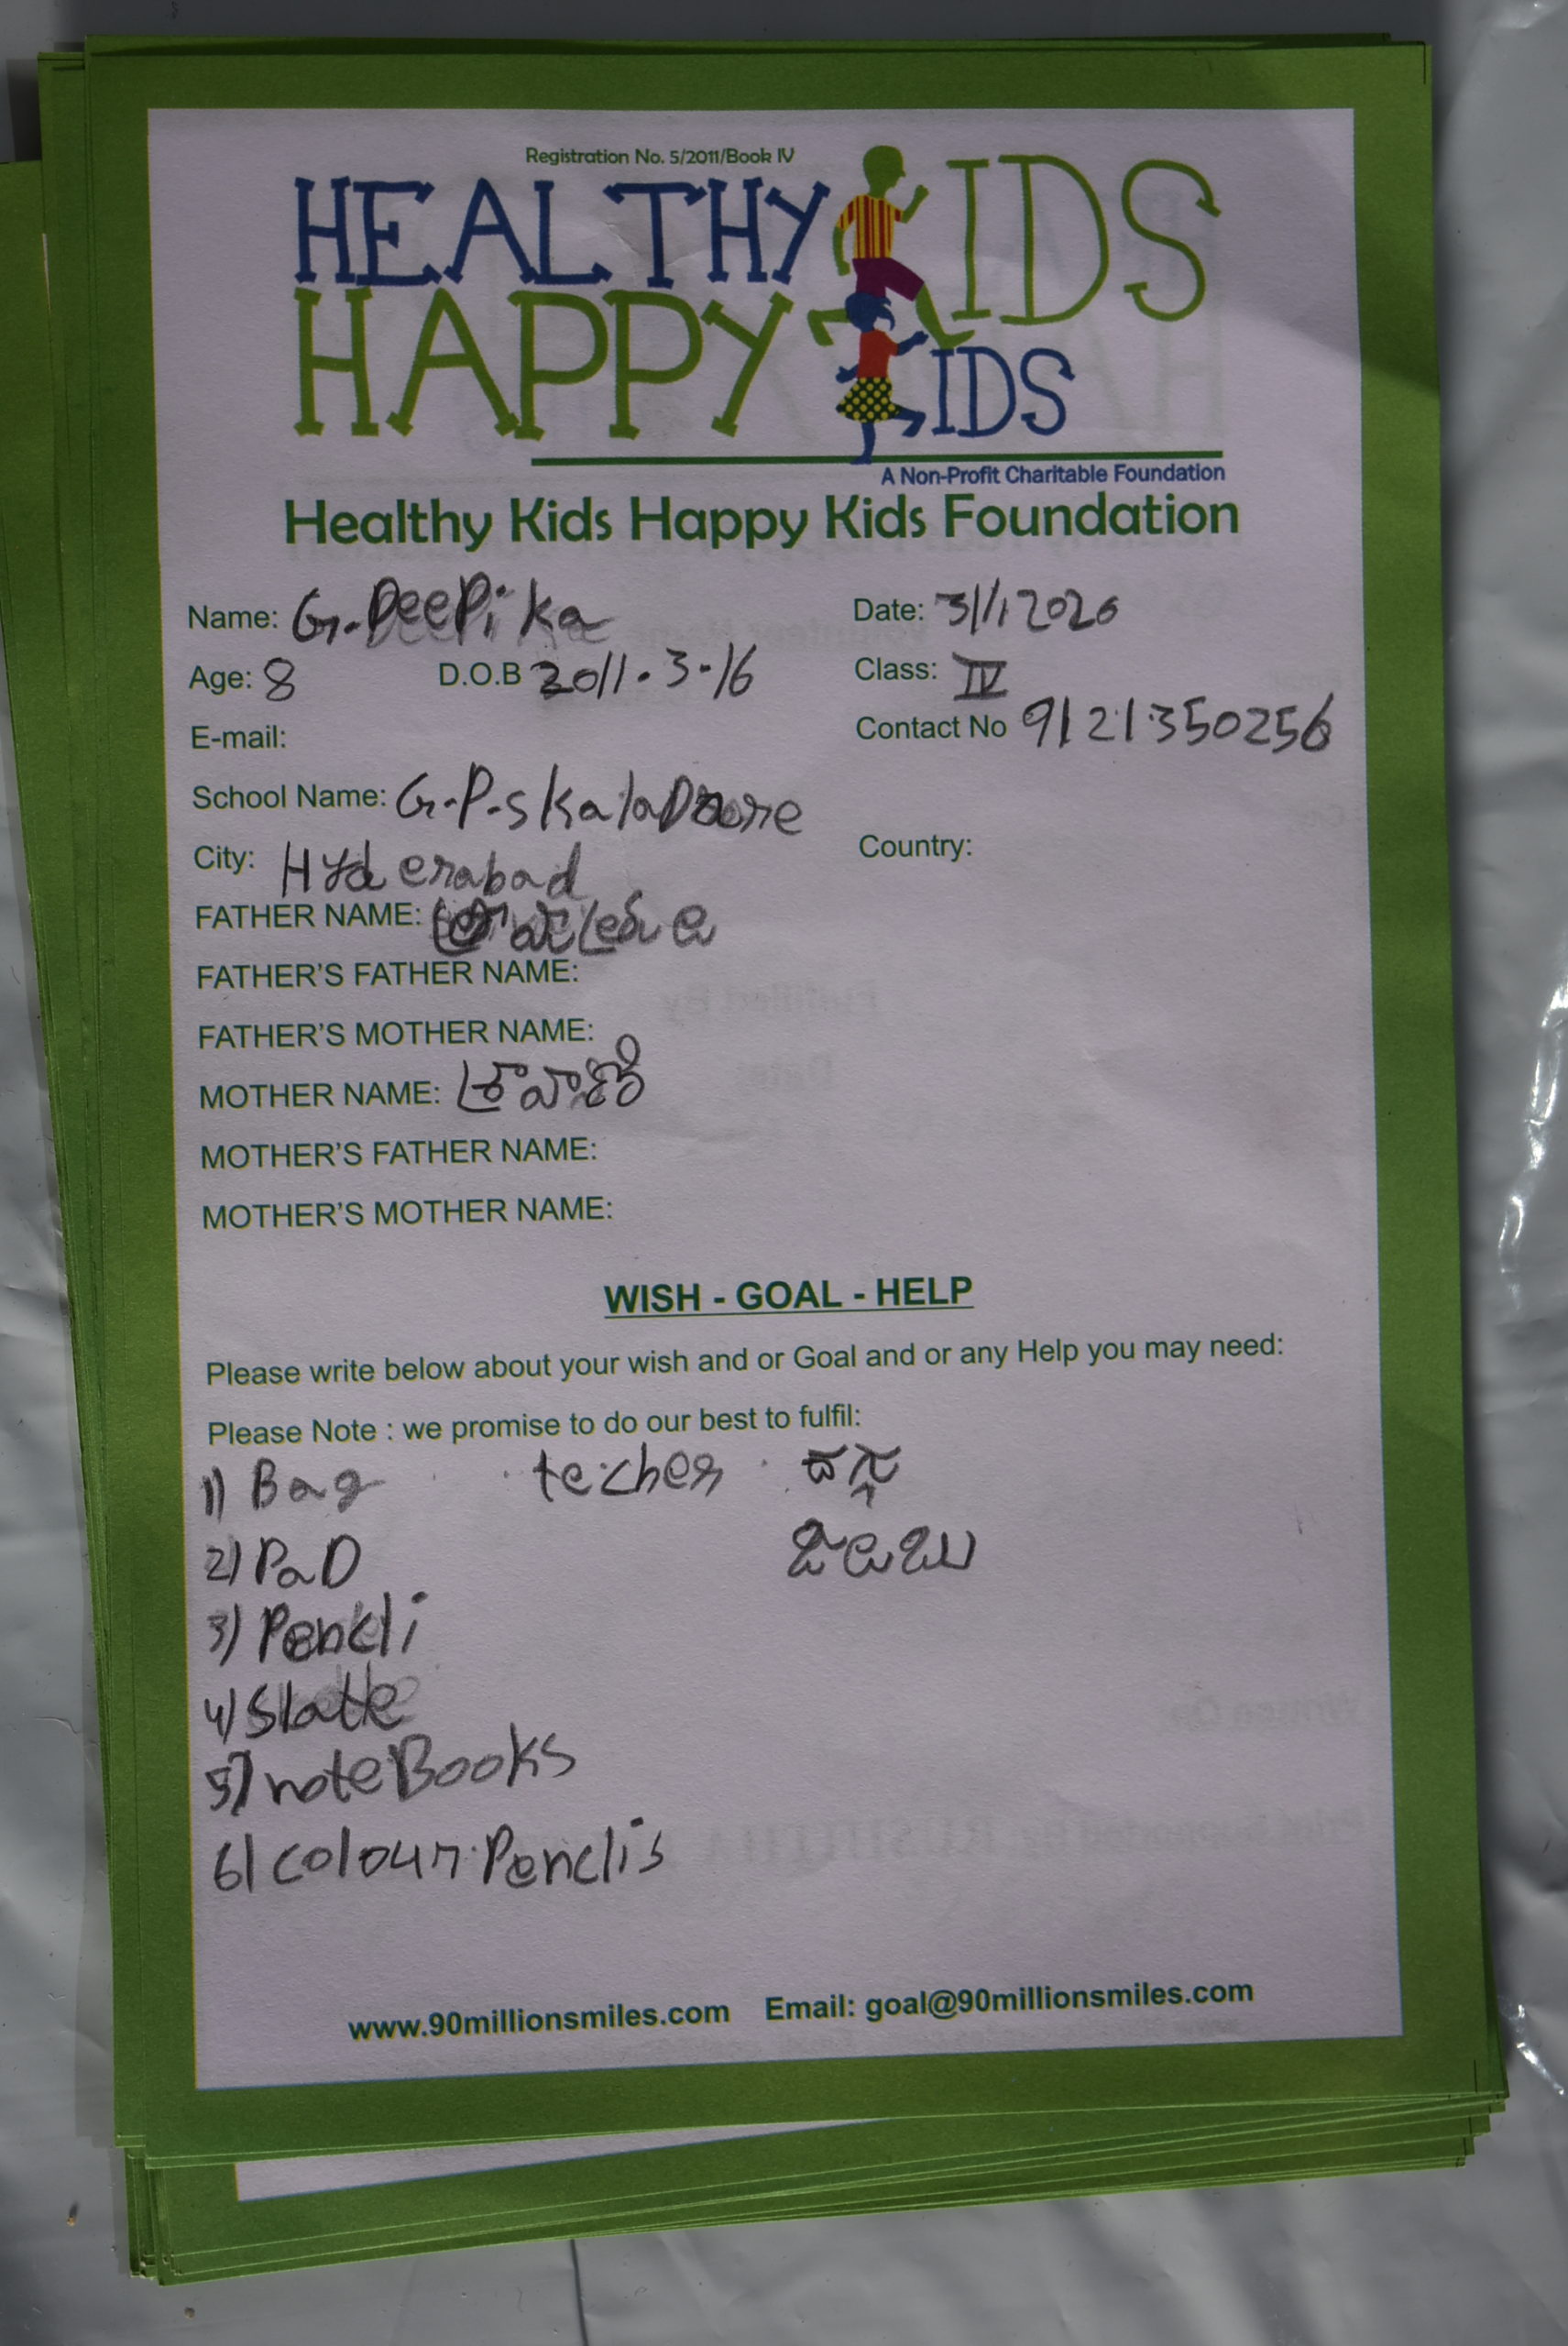 Registration No. 5/2011/Book IV
HEALTHY KIDS
HAPPY KIDS
A Non-Profit Charitable Foundation
Healthy Kids Happy Kids Foundation
Name: G. DeePika Date: 3/1/2020
Age: 8 D.O.B 2011.3.16 Class: IV
E-mail: Contact No 9121350256
School Name: G.P.S
City: Hyderabad Country:
FATHER NAME:
FATHER'S FATHER NAME:
FATHER'S MOTHER NAME:
MOTHER NAME:
MOTHER'S FATHER NAME:
MOTHER'S MOTHER NAME:
WISH - GOAL - HELP
Please write below about your wish and or Goal and or any Help you may need:
Please Note : we promise to do our best to fulfil:
1) Bag techer
2) PaD
3) Pencli
4) Slatte
5) noteBooks
6) colour Penclis
www.90millionsmiles.com Email: goal@90millionsmiles.com